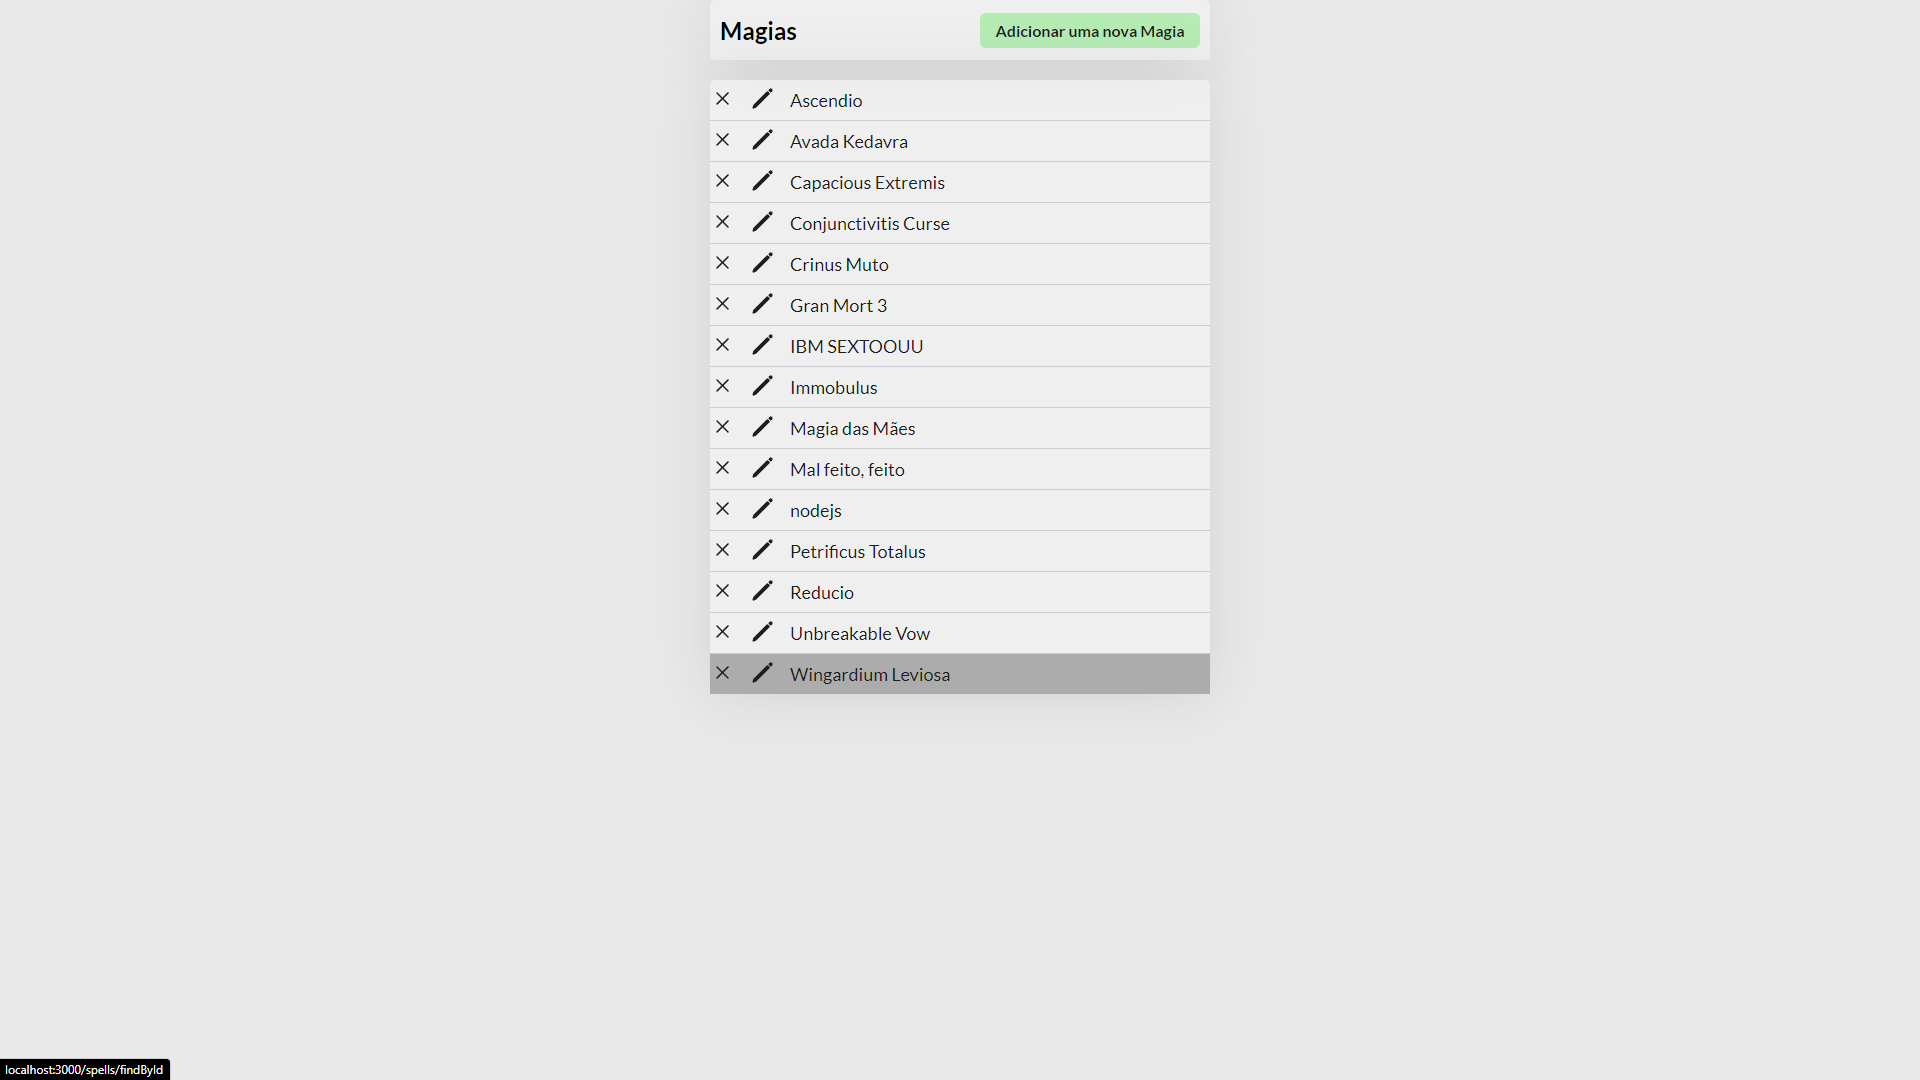 Magias
Adicionar uma nova Magia
Ascendio
Avada Kedavra
Capacious Extremis
Conjunctivitis Curse
Crinus Muto
Gran Mort 3
IBM SEXTOOUU
Immobulus
Magia das Mães
Mal feito, feito
nodejs
Petrificus Totalus
Reducio
Unbreakable Vow
Wingardium Leviosa
localhost:3000/spells/findById